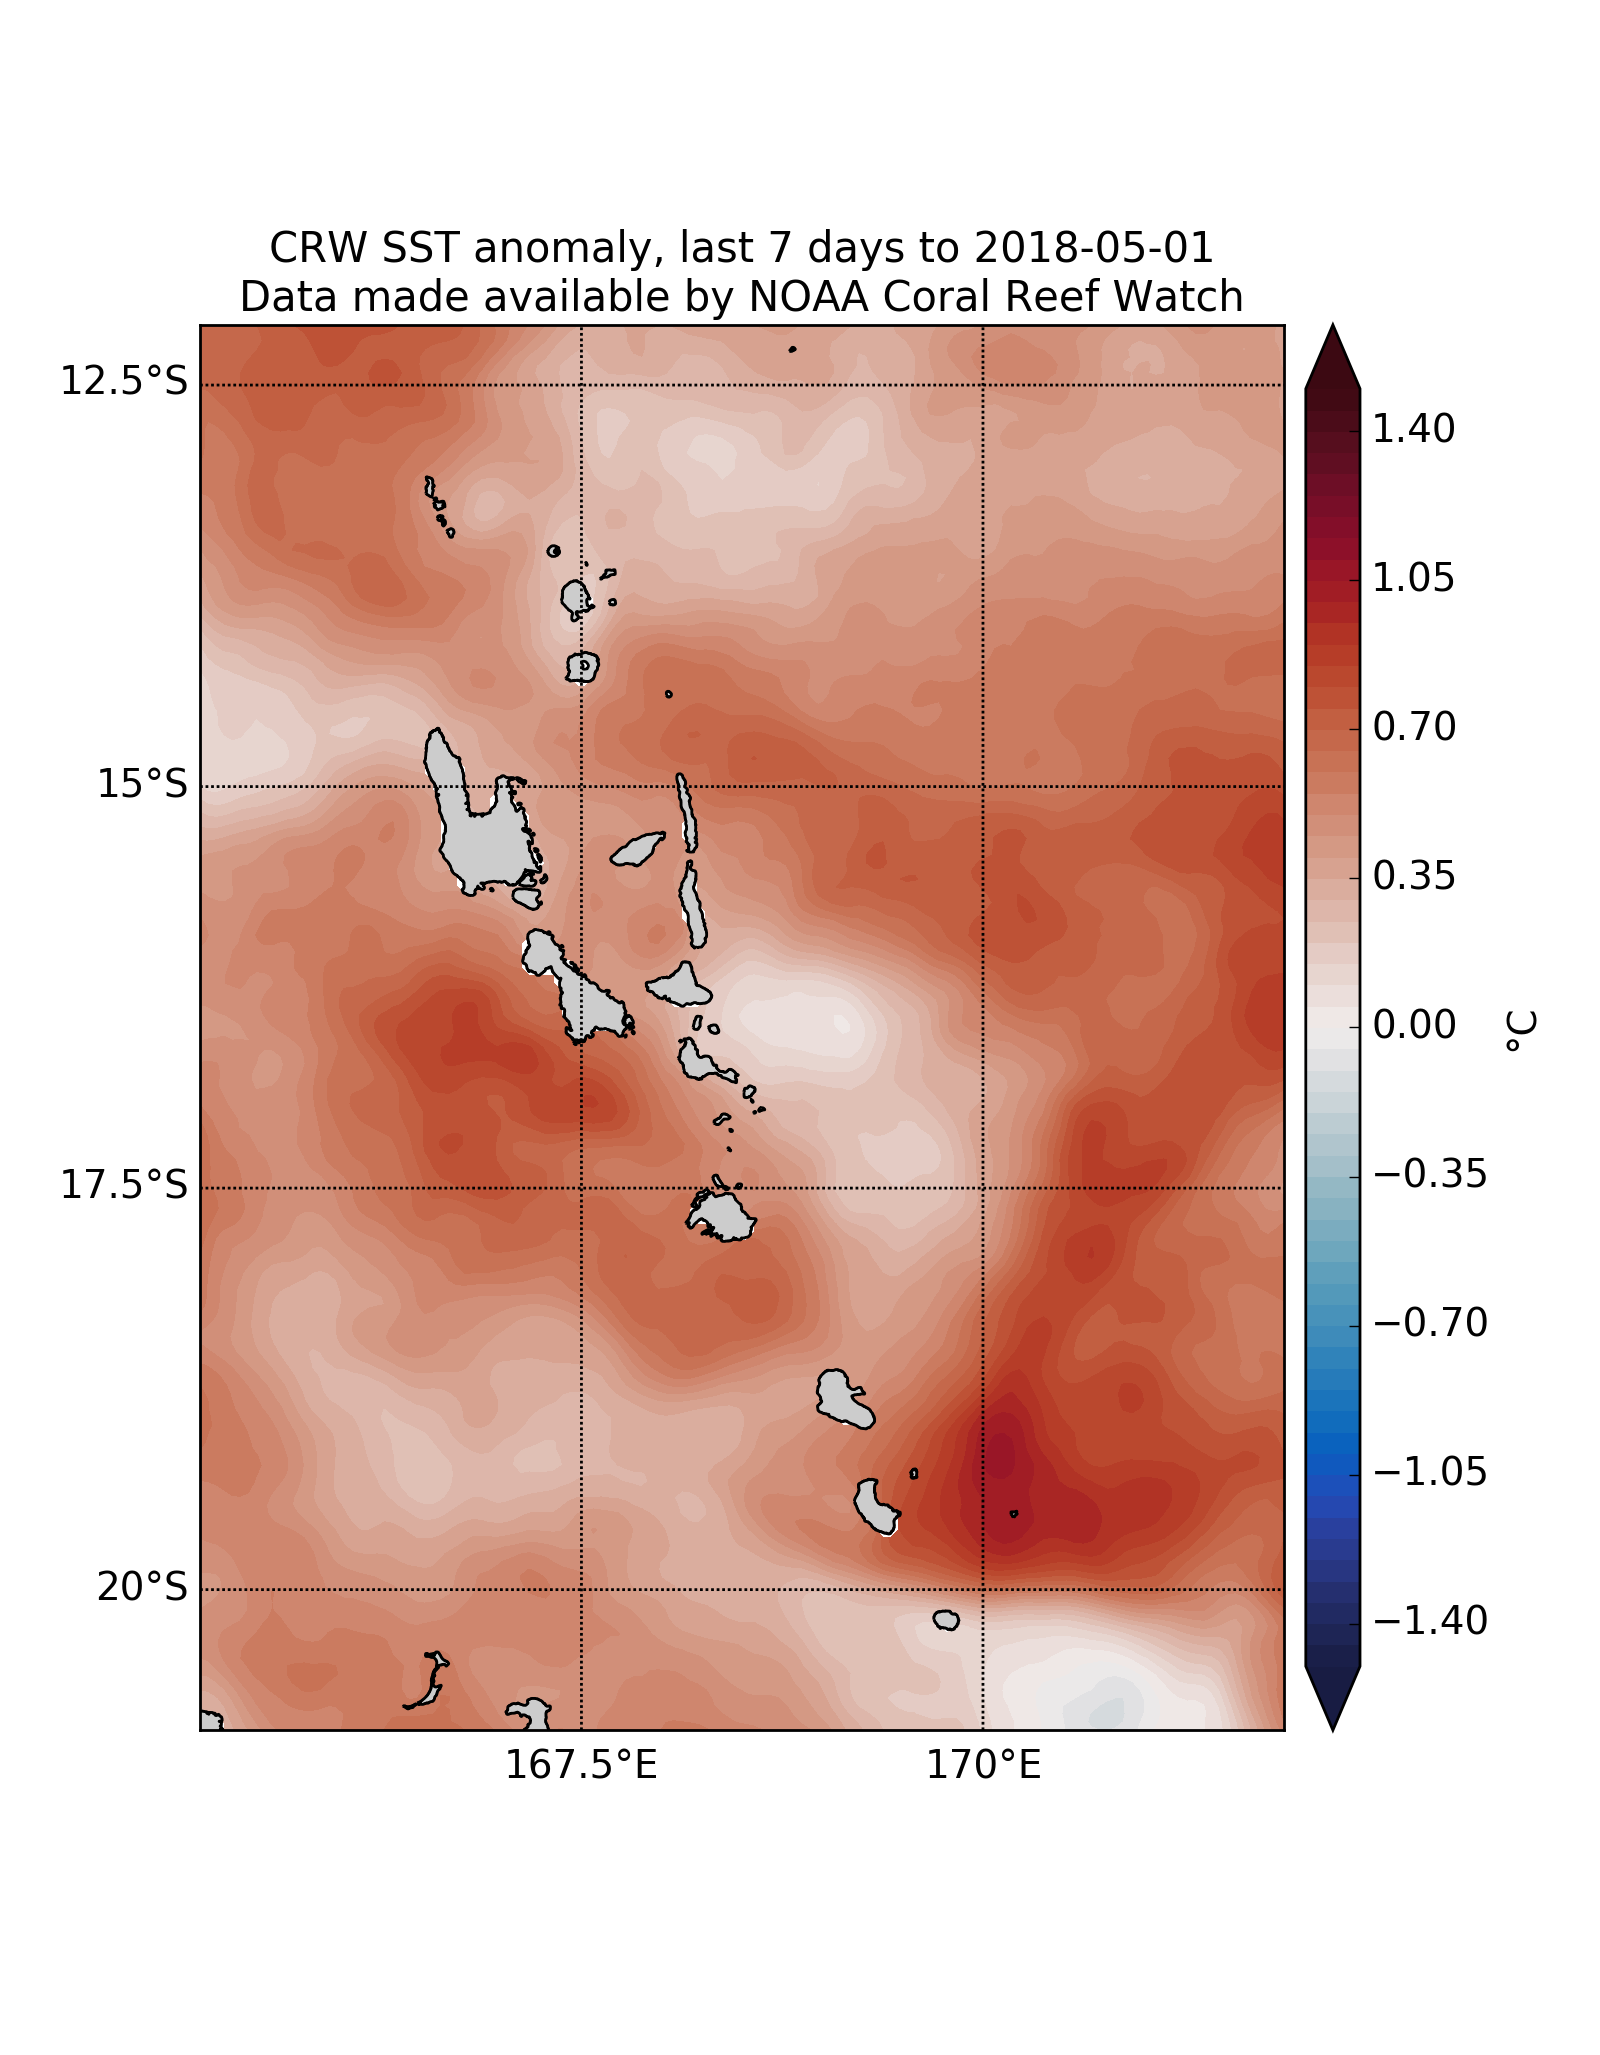 CRW SST anomaly, last 7 days to 2018-05-01
Data made available by NOAA Coral Reef Watch
12.5°S
15°S
17.5°S
20°S
167.5°E
170°E
1.40
1.05
0.70
0.35
0.00
−0.35
−0.70
−1.05
−1.40
°C